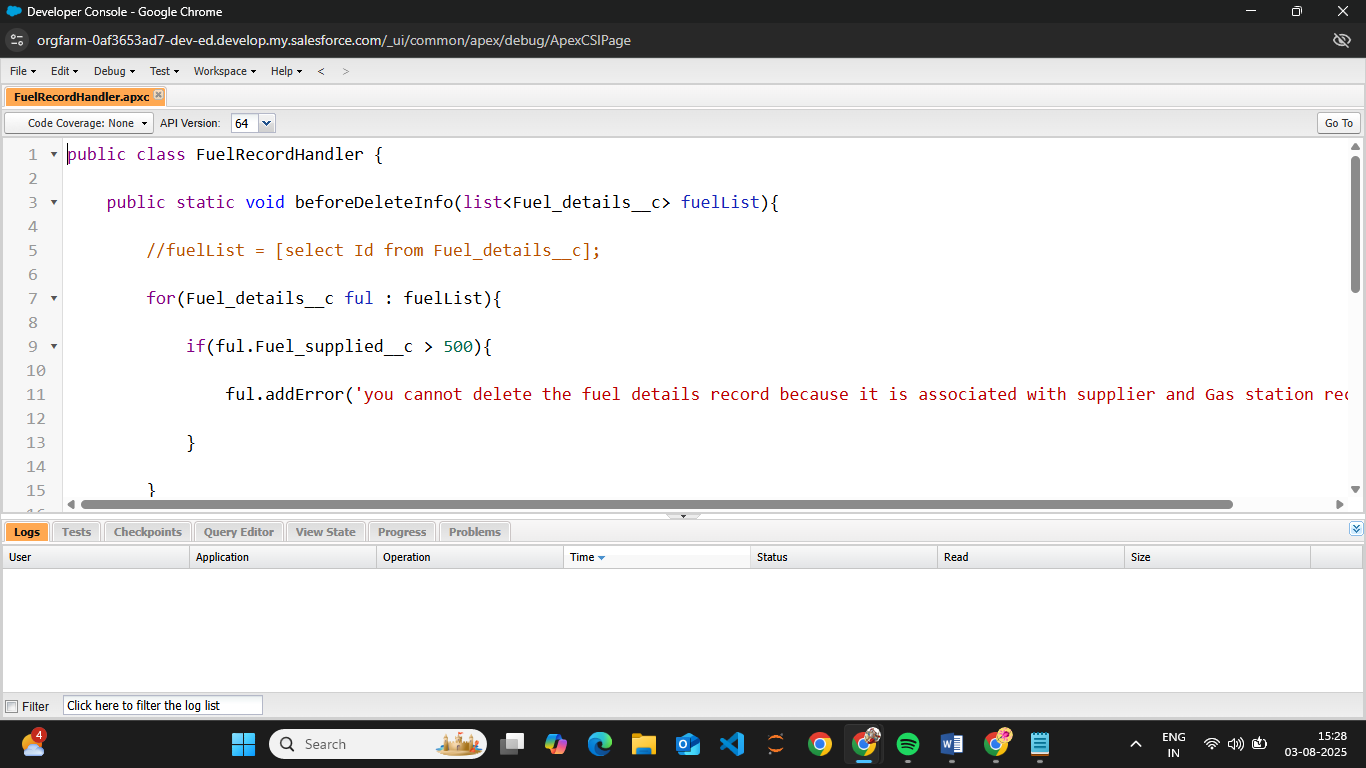 Developer Console - Google Chrome
orgfarm-0af3653ad7-dev-ed.develop.my.salesforce.com/_ui/common/apex/debug/ApexCSIPage
File Edit Debug Test Workspace Help < >
FuelRecordHandler.apxc
Code Coverage: None API Version: 64 Go To
1 public class FuelRecordHandler {
2
3 public static void beforeDeleteInfo(list<Fuel_details__c> fuelList){
4
5 //fuelList = [select Id from Fuel_details__c];
6
7 for(Fuel_details__c ful : fuelList){
8
9 if(ful.Fuel_supplied__c > 500){
10
11 ful.addError('you cannot delete the fuel details record because it is associated with supplier and Gas station
12
13 }
14
15 }
Logs Tests Checkpoints Query Editor View State Progress Problems
User Application Operation Time Status Read Size
Filter Click here to filter the log list
4 Search ENG IN 15:28 03-08-2025